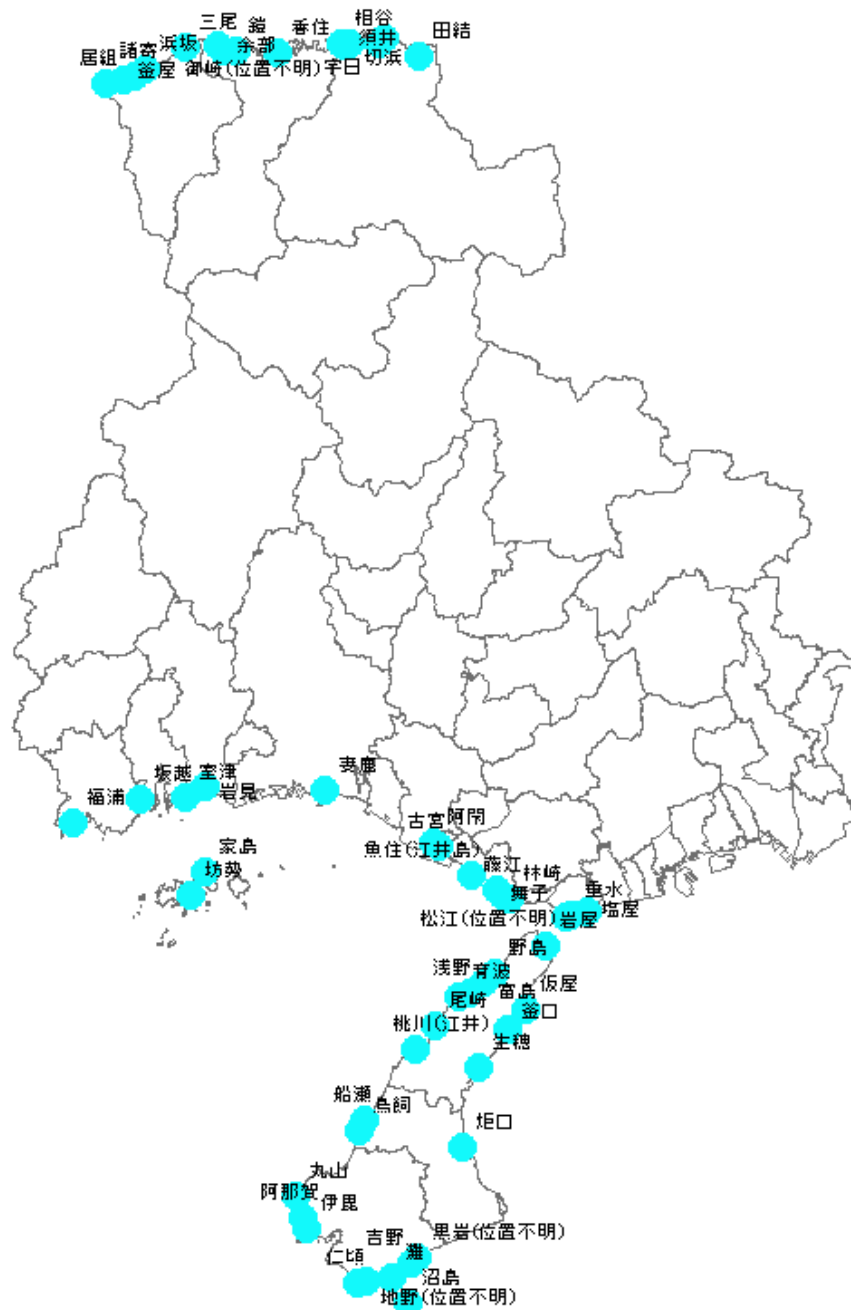 三尾
鎧
香住
相谷
田結
浜坂
余部
須井
諸寄
居組
釜屋
御崎(位置不明)
宇日
切浜
妻鹿
坂越
室津
岩見
福浦
古宮
阿閇
家島
魚住(江井島)
坊勢
藤江
林崎
舞子
垂水
松江(位置不明)
岩屋
塩屋
野島
浅野
育波
富島
仮屋
尾崎
釜口
桃川(江井)
生穂
船瀬
鳥飼
炬口
丸山
阿那賀
伊毘
吉野
黒岩(位置不明)
灘
仁頃
沼島
地野(位置不明)